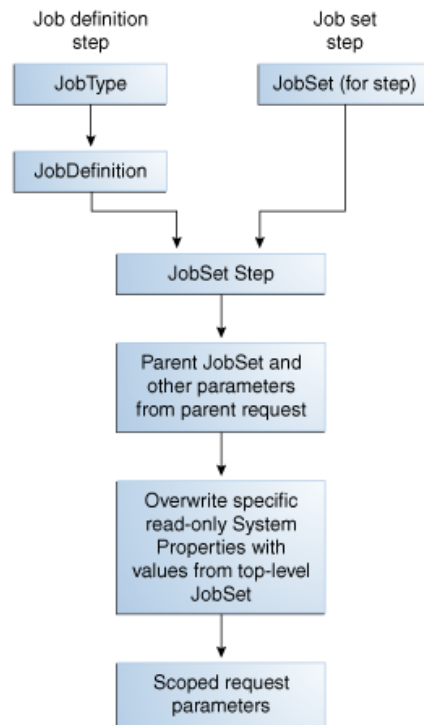 Job definition
step
Job set
step
JobType
JobSet (for step)
JobDefinition
JobSet Step
Parent JobSet and
other parameters
from parent request
Overwrite specific
read-only System
Properties with
values from top-level
JobSet
Scoped request
parameters